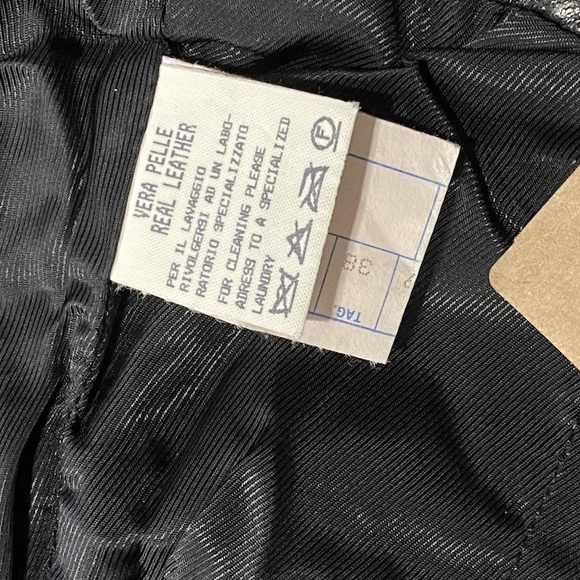 VERA PELLE
REAL LEATHER
PER IL LAVAGGIO
RIVOLGERSI AD UN LABO-
RATORIO SPECIALIZZATO
FOR CLEANING PLEASE
AIRESS TO A SPECIALIZED
LAUNDRY
F
TAG.
38